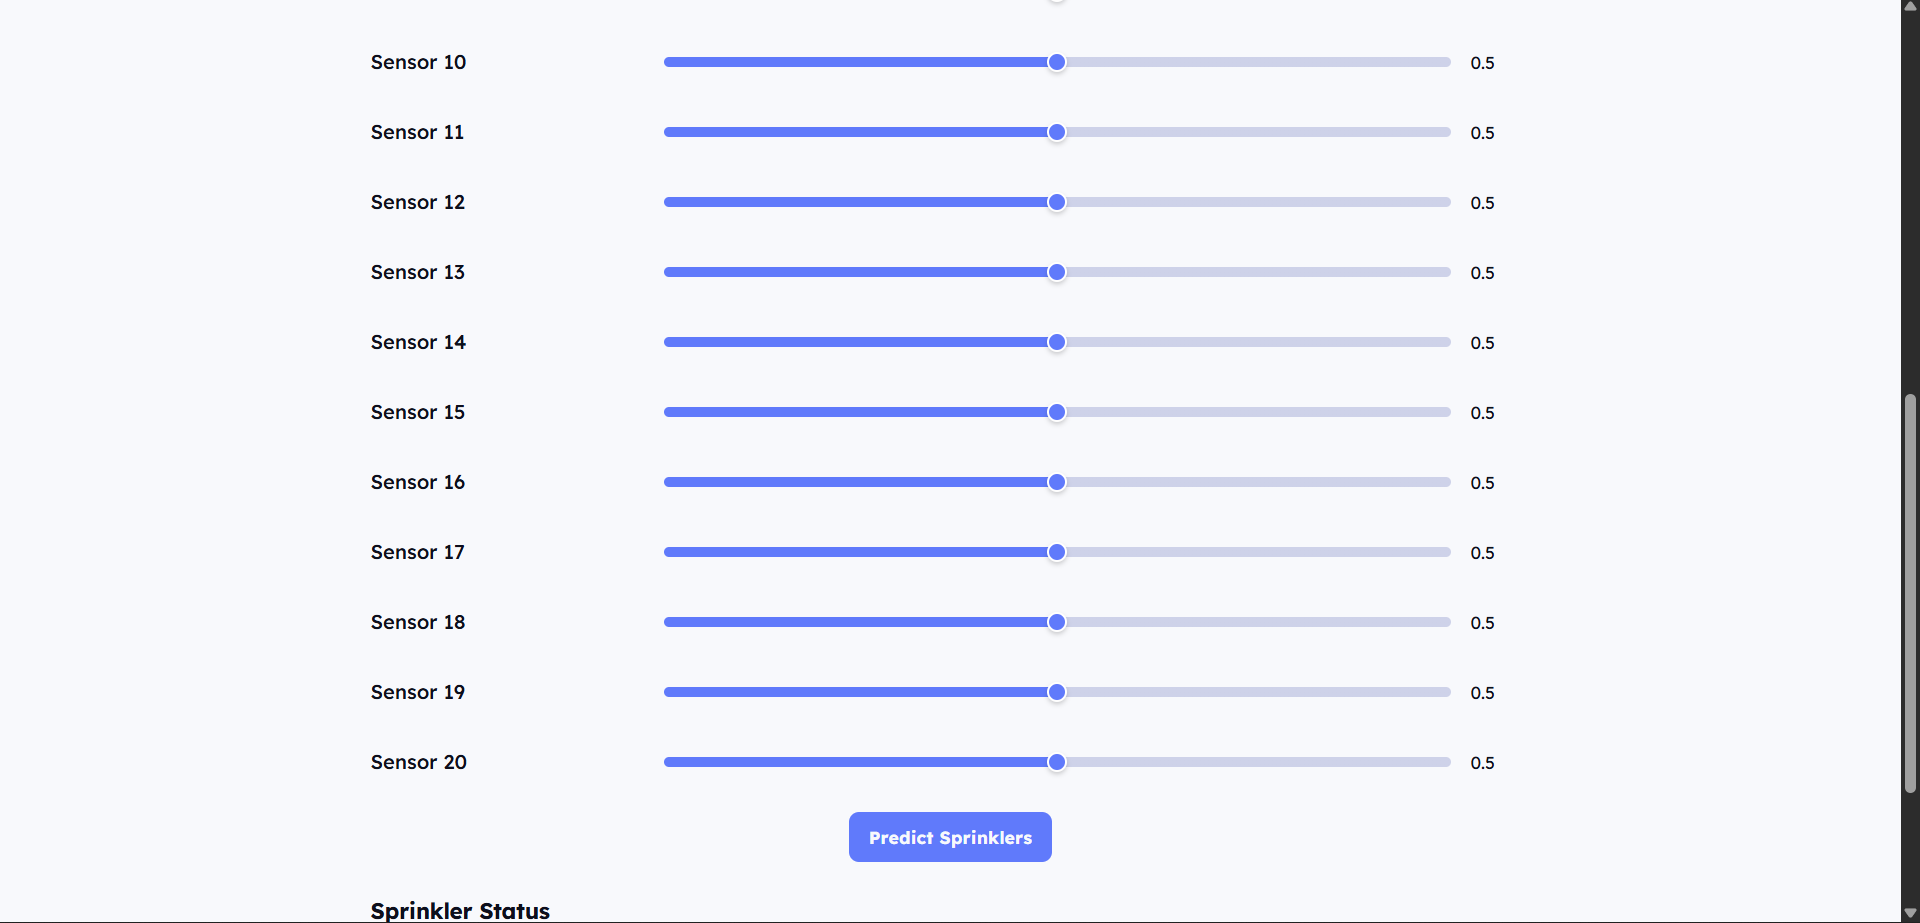 Sensor 10 0.5
Sensor 11 0.5
Sensor 12 0.5
Sensor 13 0.5
Sensor 14 0.5
Sensor 15 0.5
Sensor 16 0.5
Sensor 17 0.5
Sensor 18 0.5
Sensor 19 0.5
Sensor 20 0.5
Predict Sprinklers
Sprinkler Status